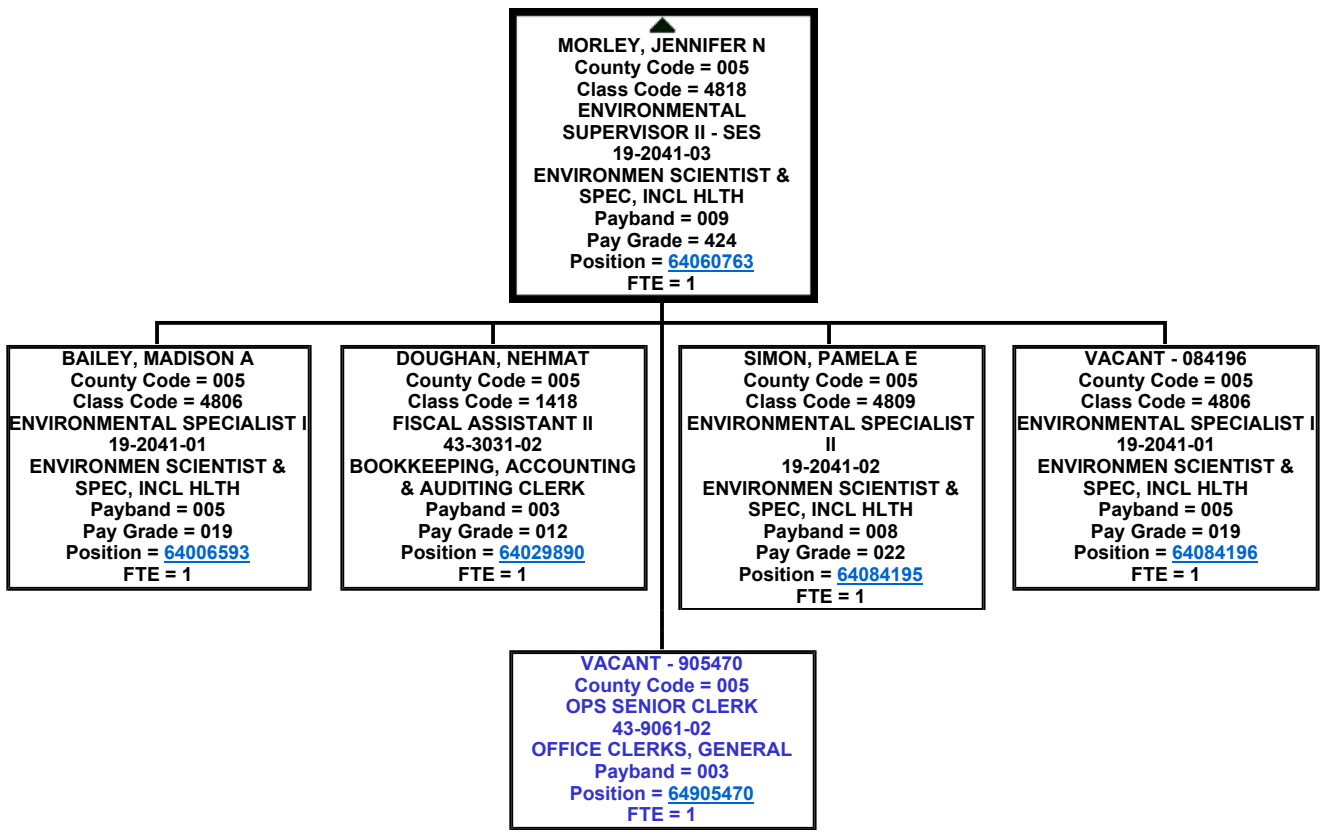 MORLEY, JENNIFER N
County Code = 005
Class Code = 4818
ENVIRONMENTAL
SUPERVISOR II - SES
19-2041-03
ENVIRONMEN SCIENTIST &
SPEC, INCL HLTH
Payband = 009
Pay Grade = 424
Position = 64060763
FTE = 1
BAILEY, MADISON A
County Code = 005
Class Code = 4806
ENVIRONMENTAL SPECIALIST I
19-2041-01
ENVIRONMEN SCIENTIST &
SPEC, INCL HLTH
Payband = 005
Pay Grade = 019
Position = 64006593
FTE = 1
DOUGHAN, NEHMAT
County Code = 005
Class Code = 1418
FISCAL ASSISTANT II
43-3031-02
BOOKKEEPING, ACCOUNTING
& AUDITING CLERK
Payband = 003
Pay Grade = 012
Position = 64029890
FTE = 1
SIMON, PAMELA E
County Code = 005
Class Code = 4809
ENVIRONMENTAL SPECIALIST
II
19-2041-02
ENVIRONMEN SCIENTIST &
SPEC, INCL HLTH
Payband = 008
Pay Grade = 022
Position = 64084195
FTE = 1
VACANT - 084196
County Code = 005
Class Code = 4806
ENVIRONMENTAL SPECIALIST I
19-2041-01
ENVIRONMEN SCIENTIST &
SPEC, INCL HLTH
Payband = 005
Pay Grade = 019
Position = 64084196
FTE = 1
VACANT - 905470
County Code = 005
OPS SENIOR CLERK
43-9061-02
OFFICE CLERKS, GENERAL
Payband = 003
Position = 64905470
FTE = 1